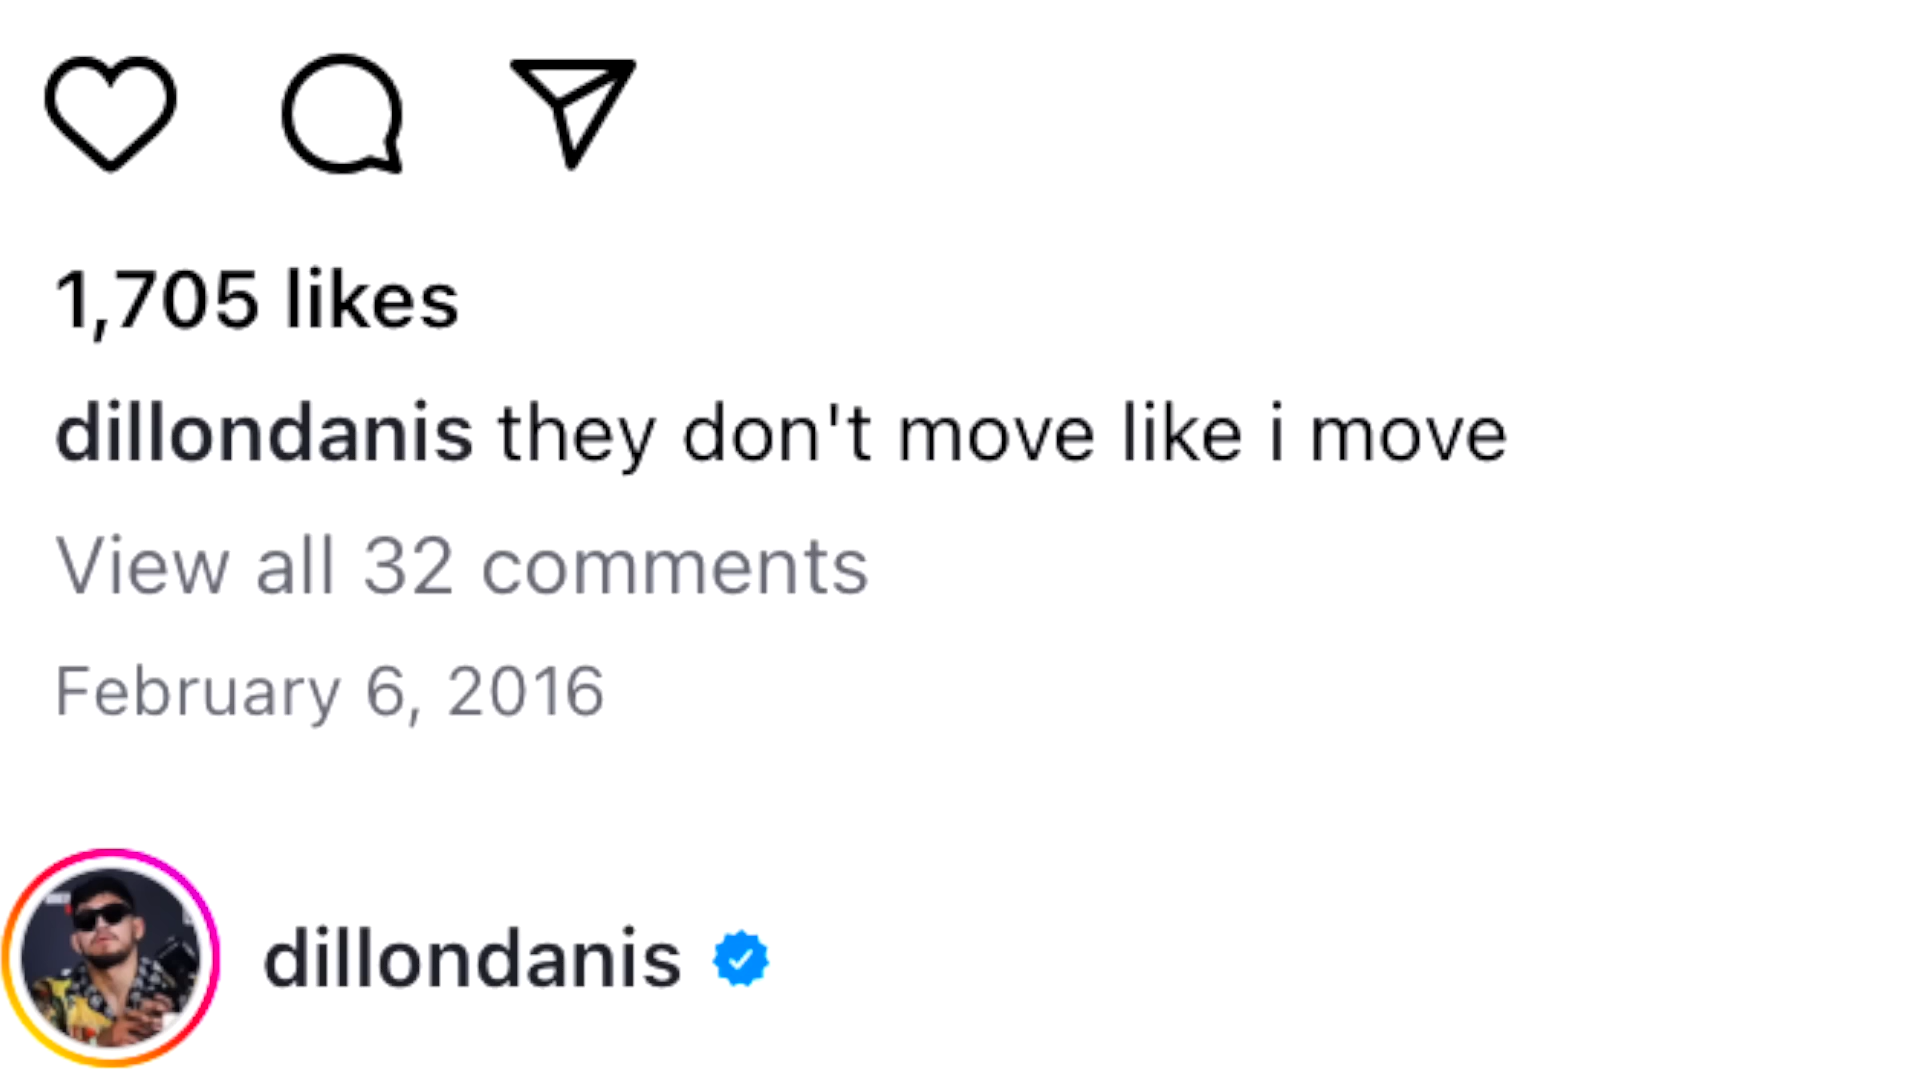 1,705 likes
dillondanis they don't move like i move
View all 32 comments
February 6, 2016
dillondanis